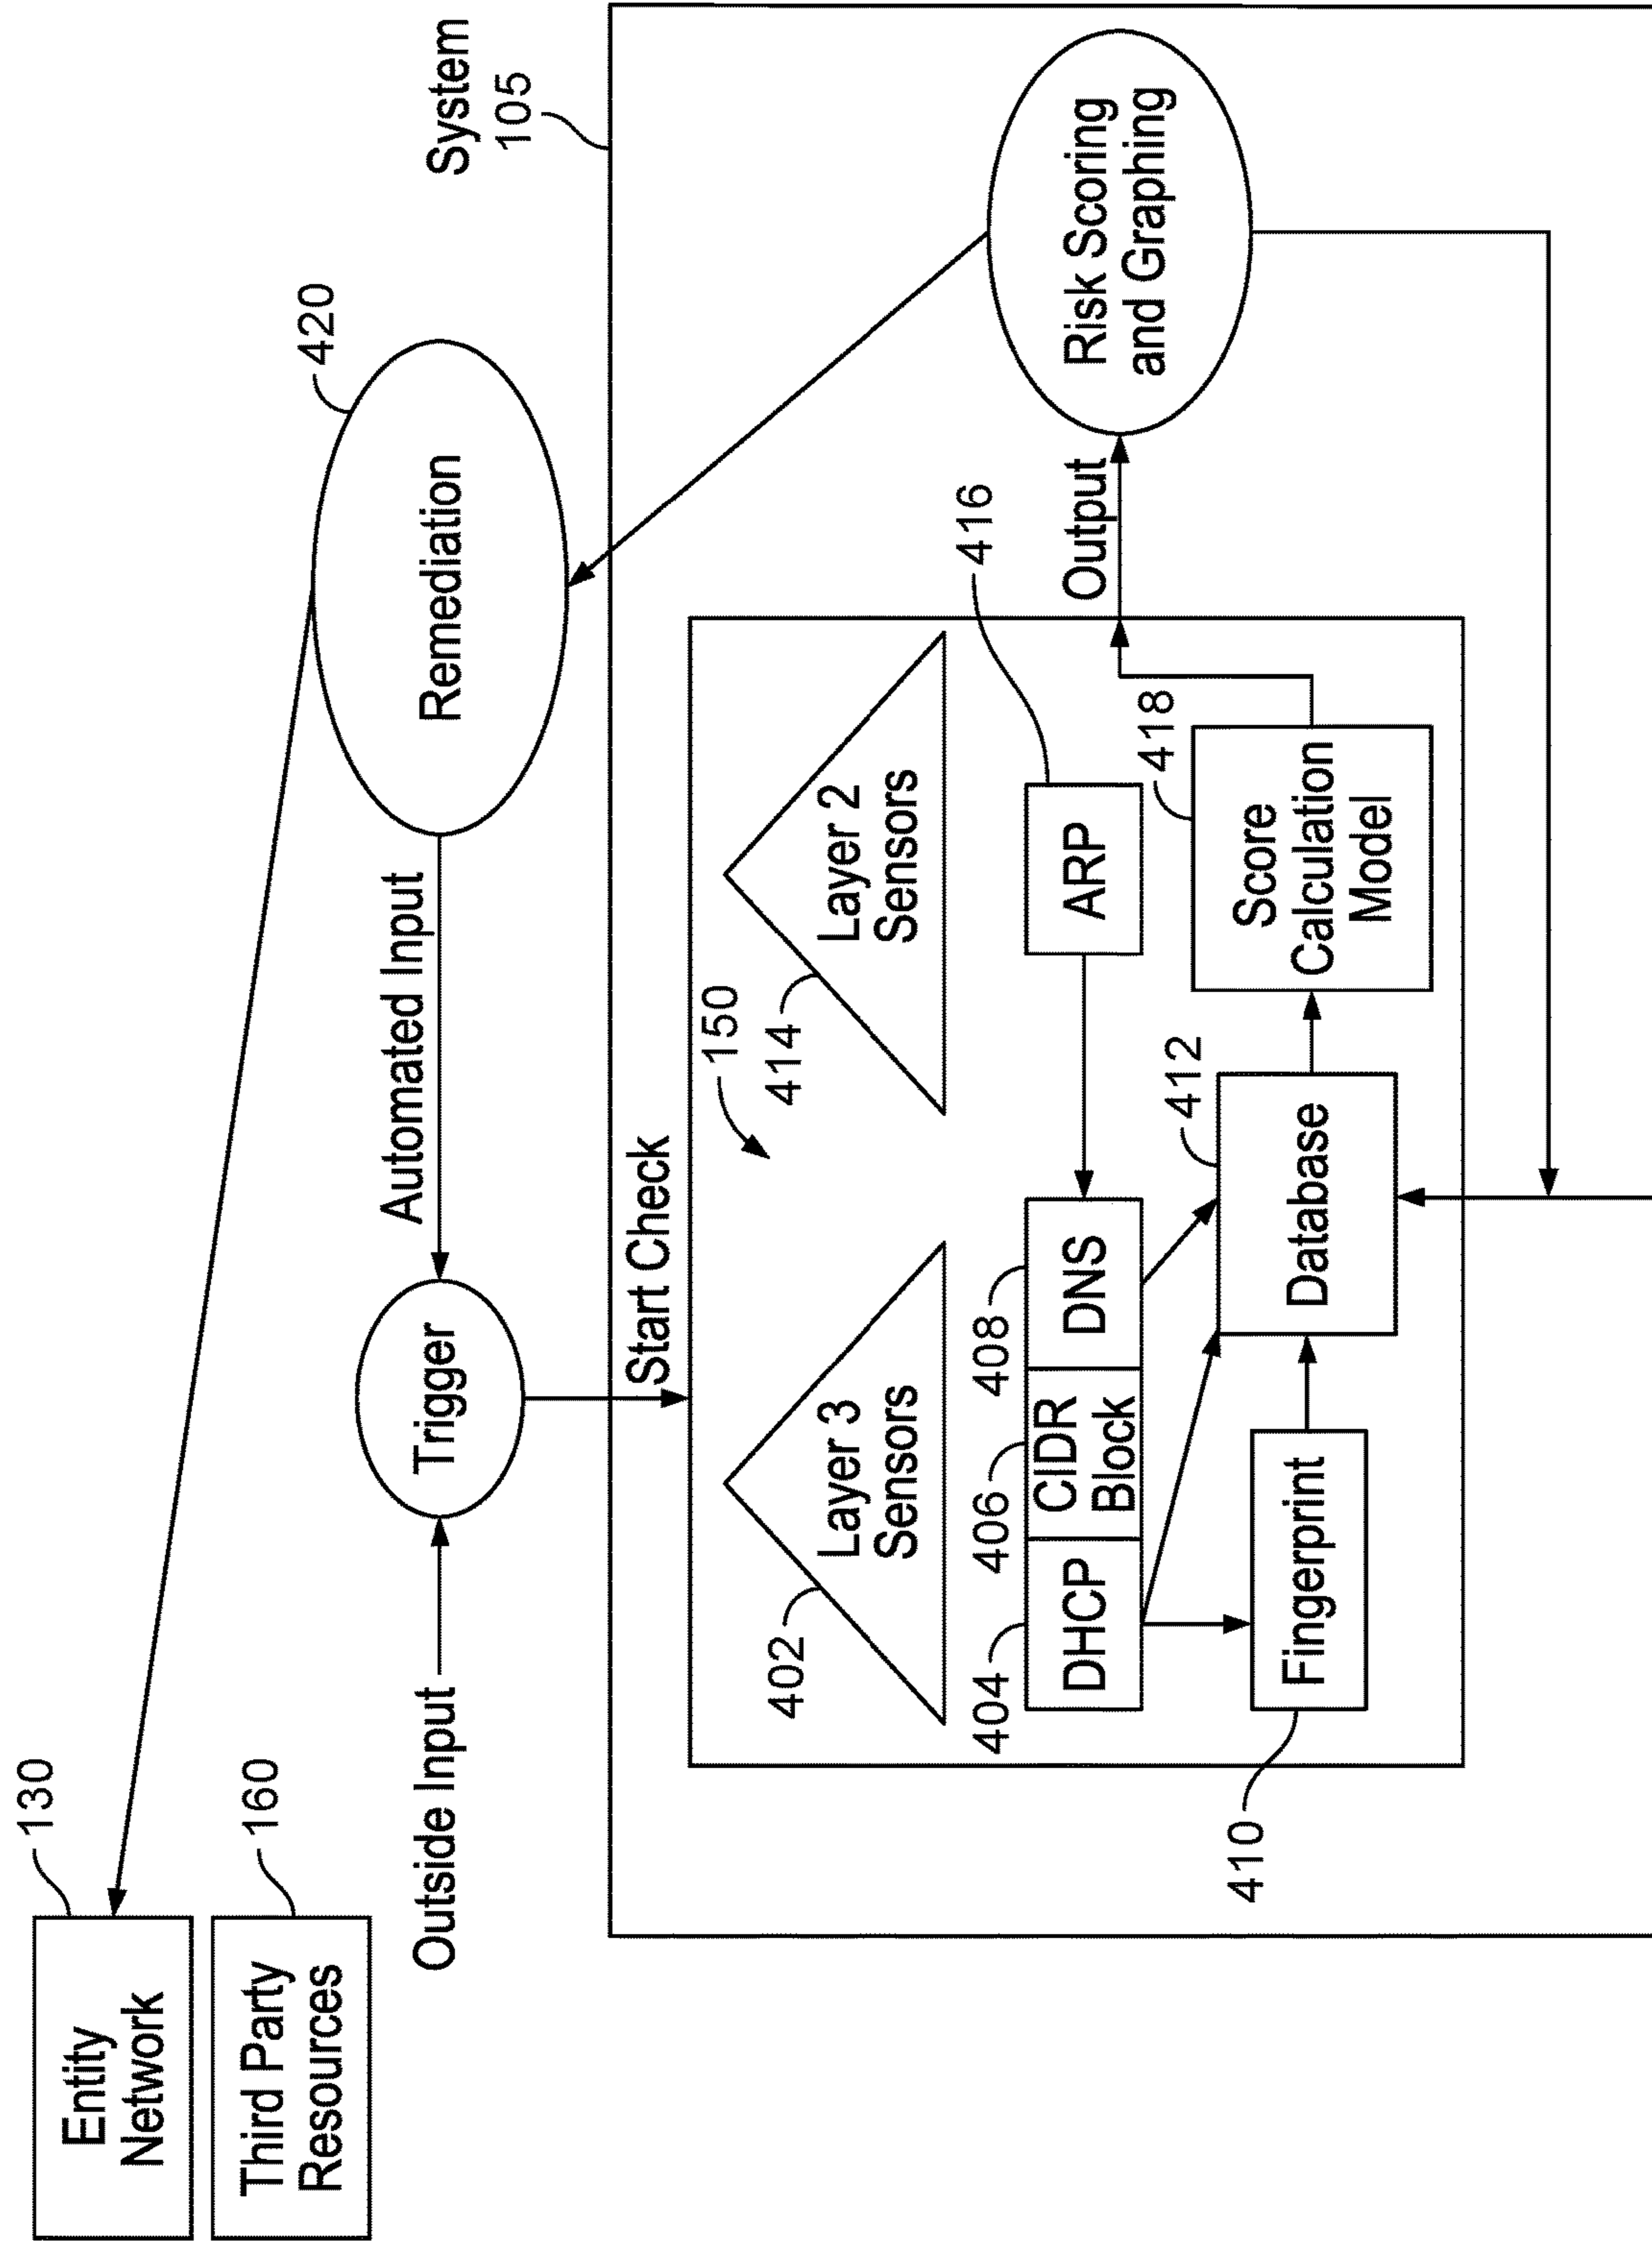 Entity
Network
130
Third Party
Resources
160
Remediation
420
Outside Input
Trigger
Automated Input
System
105
Start Check
150
402
Layer 3
Sensors
414
Layer 2
Sensors
404
406
408
416
DHCP
CIDR
Block
DNS
ARP
Output
Risk Scoring
and Graphing
410
Fingerprint
412
Database
418
Score
Calculation
Model